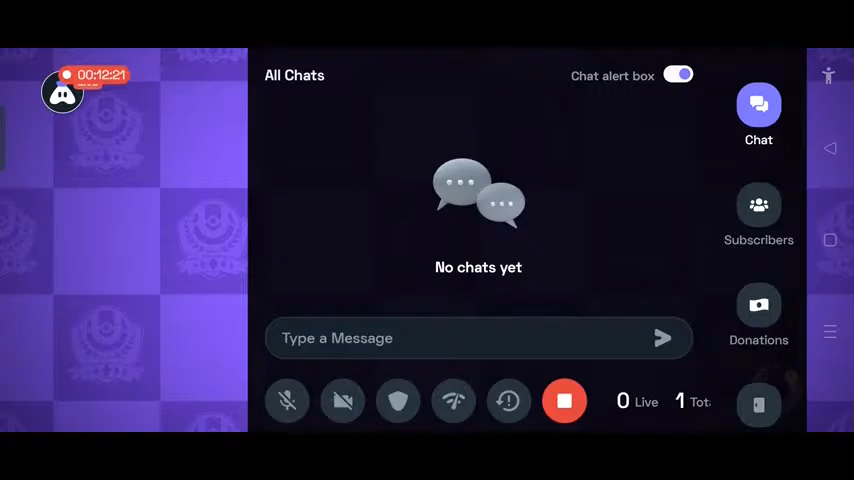 00:12:21
All Chats
Chat alert box
Chat
No chats yet
Subscribers
Type a Message
Donations
0 Live 1 Tot